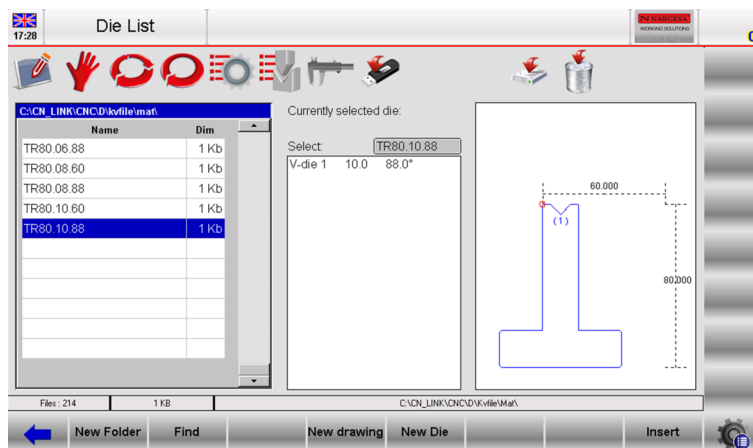 17:28
Die List
NARGESA
WORKING SOLUTIONS
C:\CN_LINK\CNC\D\kvfile\mat\
Name Dim
TR80.06.88 1 Kb
TR80.08.60 1 Kb
TR80.08.88 1 Kb
TR80.10.60 1 Kb
TR80.10.88 1 Kb
Currently selected die:
Select: TR80.10.88
V-die 1 10.0 88.0°
60.000
(1)
80.000
Files : 214 1 KB C:\CN_LINK\CNC\D\Kvfile\Mat\
New Folder Find New drawing New Die Insert